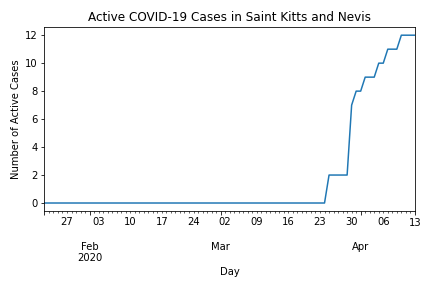 Active COVID-19 Cases in Saint Kitts and Nevis
12
10
8
6
4
2
0
Number of Active Cases
27 03 10 17 24 02 09 16 23 30 06 13
Feb Mar Apr
2020
Day